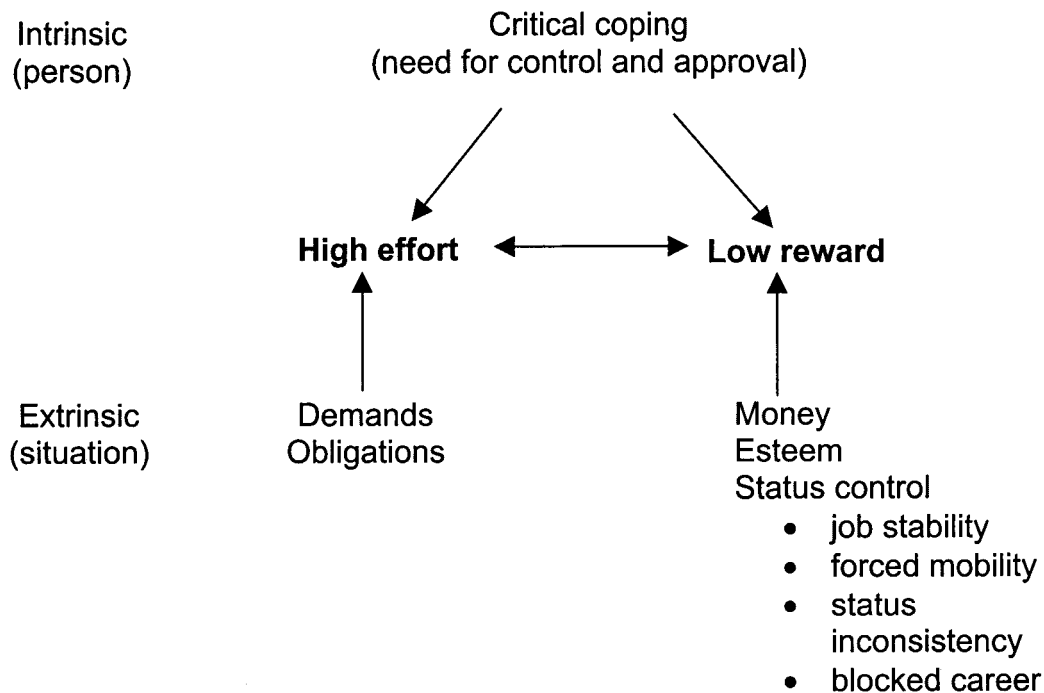 Intrinsic
(person)
Critical coping
(need for control and approval)
High effort
Low reward
Extrinsic
(situation)
Demands
Obligations
Money
Esteem
Status control
• job stability
• forced mobility
• status
inconsistency
• blocked career